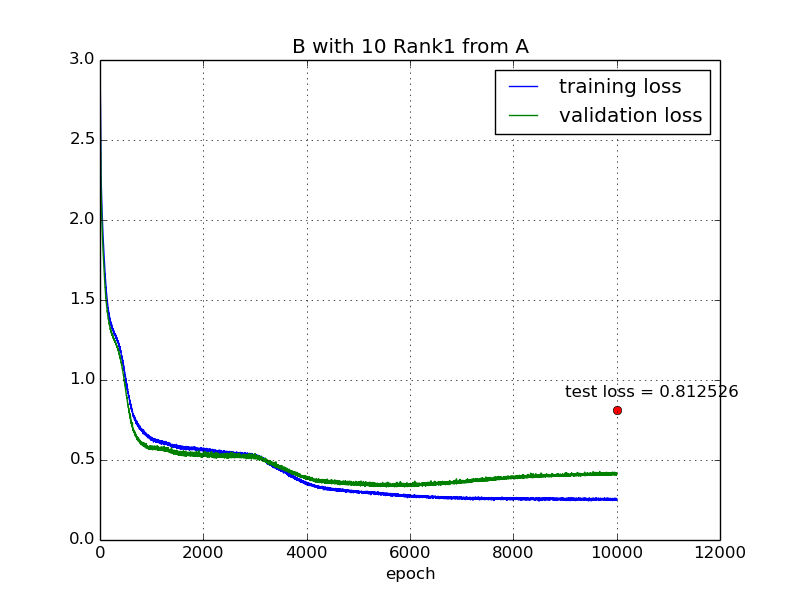 B with 10 Rank1 from A
3.0
2.5
2.0
1.5
1.0
0.5
0.0
training loss
validation loss
test loss = 0.812526
0 2000 4000 6000 8000 10000 12000
epoch